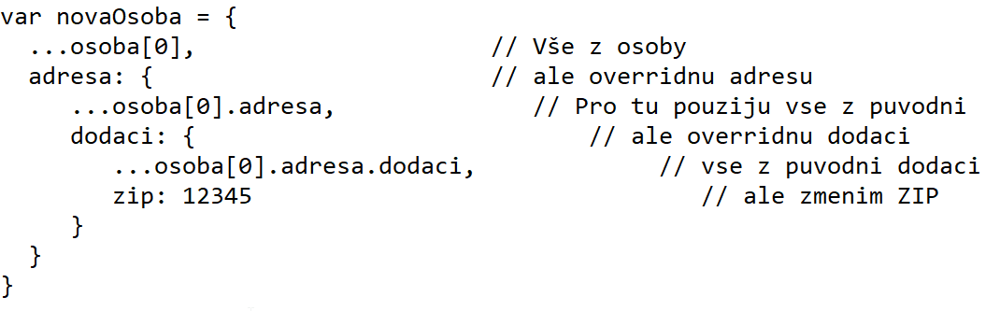 var novaOsoba = {
...osoba[0], // Vše z osoby
adresa: { // ale overridnu adresu
...osoba[0].adresa, // Pro tu pouziju vse z puvodni
dodaci: { // ale overridnu dodaci
...osoba[0].adresa.dodaci, // vse z puvodni dodaci
zip: 12345 // ale zmenim ZIP
}
}
}